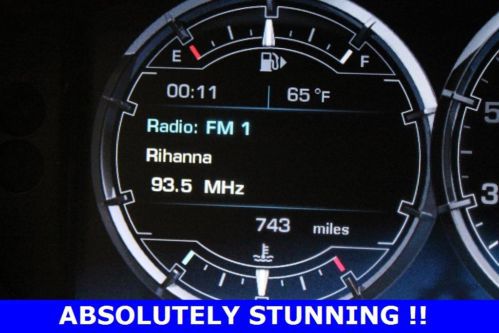 E F
00:11 65°F
Radio: FM 1
Rihanna
93.5 MHz
743 miles
ABSOLUTELY STUNNING !!